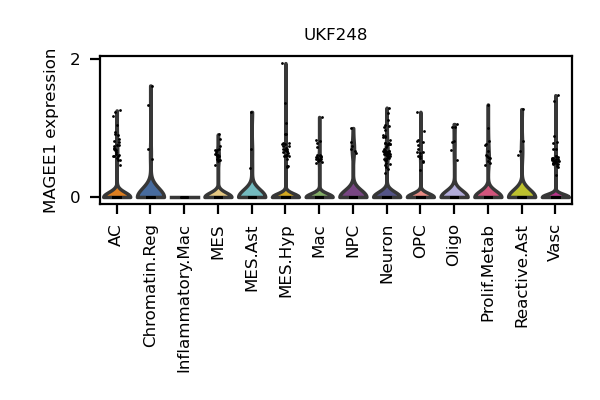 UKF248
MAGEE1 expression
2
0
AC
Chromatin.Reg
Inflammatory.Mac
MES
MES.Ast
MES.Hyp
Mac
NPC
Neuron
OPC
Oligo
Prolif.Metab
Reactive.Ast
Vasc